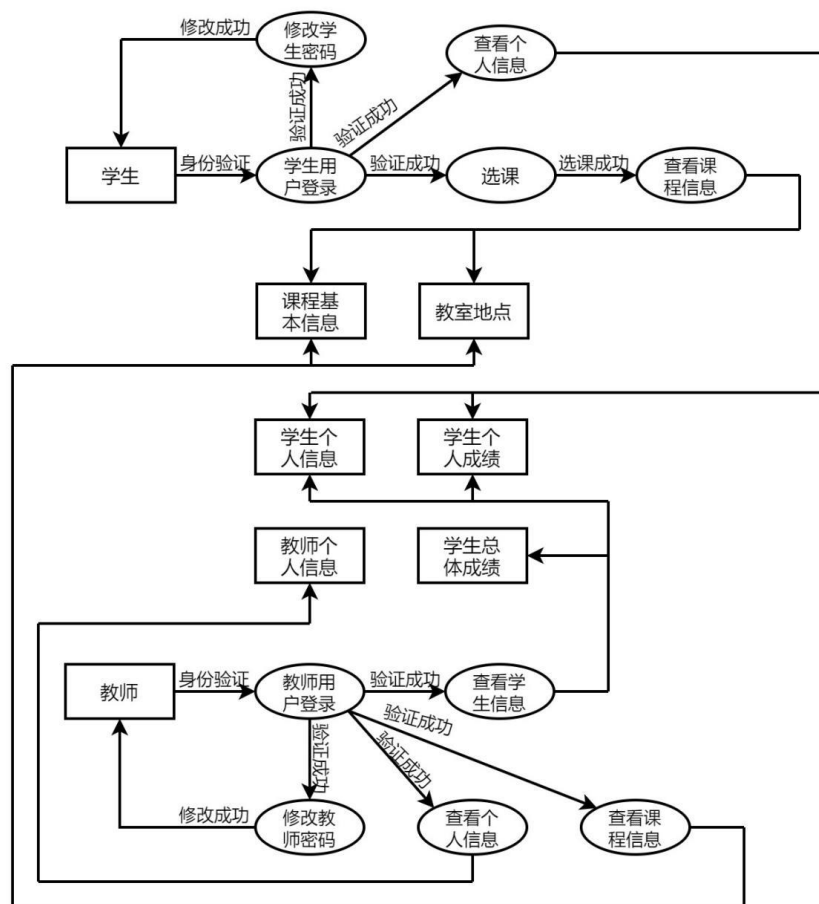 修改成功
修改学
生密码
查看个
人信息
验证成功
验证成功
学生
身份验证
学生用
户登录
验证成功
选课
选课成功
查看课
程信息
课程基
本信息
教室地点
学生个
人信息
学生个
人成绩
教师个
人信息
学生总
体成绩
教师
身份验证
教师用
户登录
验证成功
查看学
生信息
验证成功
验证成功
验证成功
修改成功
修改教
师密码
查看个
人信息
查看课
程信息